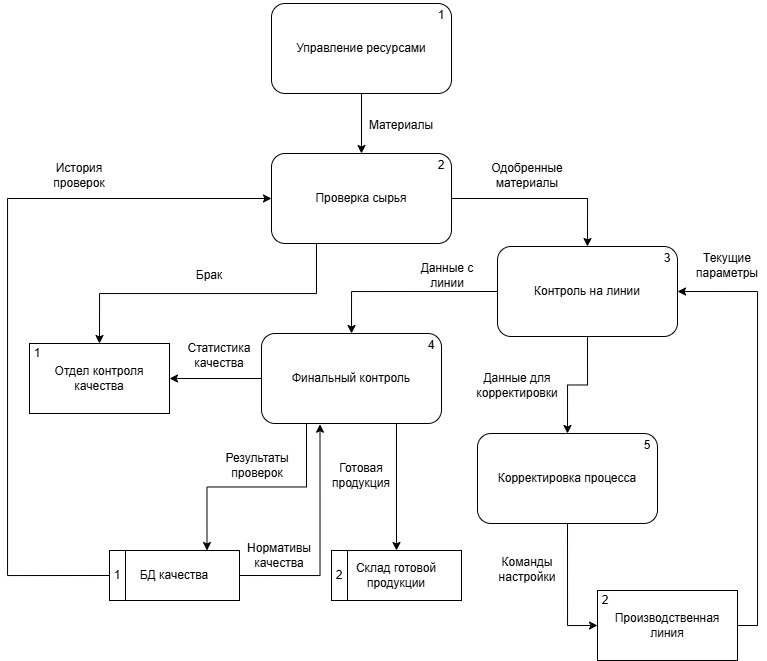 1
Управление ресурсами
Материалы
История
проверок
2
Проверка сырья
Одобренные
материалы
Брак
Данные с
линии
3
Контроль на линии
Текущие
параметры
1
Отдел контроля
качества
Статистика
качества
4
Финальный контроль
Данные для
корректировки
Результаты
проверок
Готовая
продукция
5
Корректировка процесса
Нормативы
качества
1
БД качества
2
Склад готовой
продукции
Команды
настройки
2
Производственная
линия